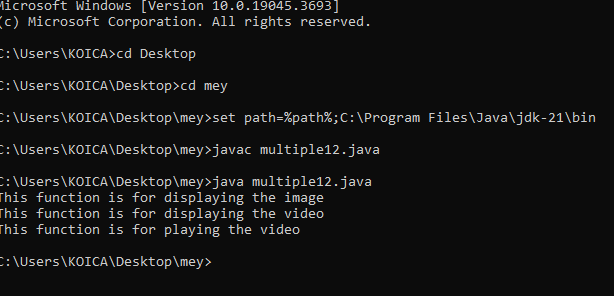 Microsoft Windows [Version 10.0.19045.3693]
(c) Microsoft Corporation. All rights reserved.
C:\Users\KOICA>cd Desktop
C:\Users\KOICA\Desktop>cd mey
C:\Users\KOICA\Desktop\mey>set path=%path%;C:\Program Files\Java\jdk-21\bin
C:\Users\KOICA\Desktop\mey>javac multiple12.java
C:\Users\KOICA\Desktop\mey>java multiple12.java
This function is for displaying the image
This function is for displaying the video
This function is for playing the video
C:\Users\KOICA\Desktop\mey>